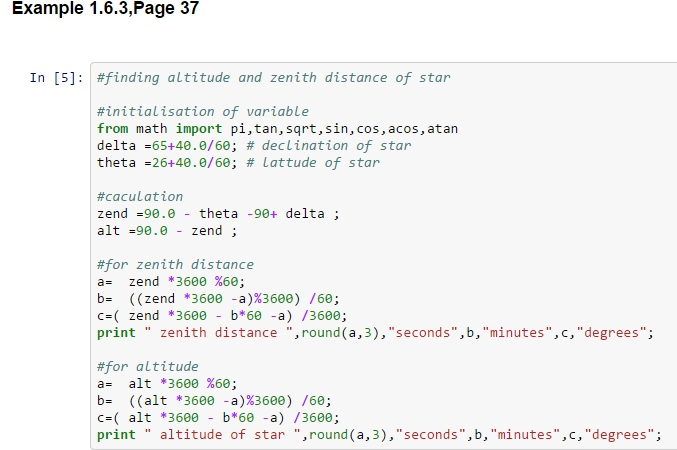 Example 1.6.3,Page 37
In [5]: #finding altitude and zenith distance of star
#initialisation of variable
from math import pi,tan,sqrt,sin,cos,acos,atan
delta =65+40.0/60; # declination of star
theta =26+40.0/60; # lattude of star
#caculation
zend =90.0 - theta -90+ delta ;
alt =90.0 - zend ;
#for zenith distance
a=  zend *3600 %60;
b=  ((zend *3600 -a)%3600) /60;
c=( zend *3600 - b*60 -a) /3600;
print " zenith distance ",round(a,3),"seconds",b,"minutes",c,"degrees";
#for altitude
a=  alt *3600 %60;
b=  ((alt *3600 -a)%3600) /60;
c=( alt *3600 - b*60 -a) /3600;
print " altitude of star ",round(a,3),"seconds",b,"minutes",c,"degrees";